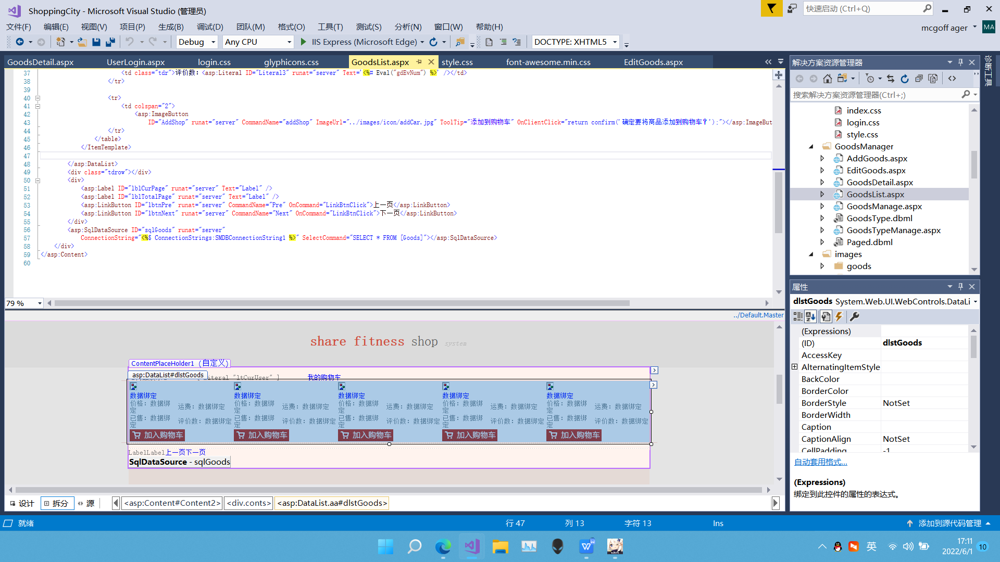 ShoppingCity - Microsoft Visual Studio (管理员)
快速启动 (Ctrl+Q)
文件(F) 编辑(E) 视图(V) 项目(P) 生成(B) 调试(D) 团队(M) 格式(O) 工具(T) 测试(S) 分析(N) 窗口(W) 帮助(H)
mcgoff ager MA
Debug Any CPU IIS Express (Microsoft Edge) DOCTYPE: XHTML5
GoodsDetail.aspx UserLogin.aspx login.css glyphicons.css GoodsList.aspx style.css font-awesome.min.css EditGoods.aspx
37 <td class="tdr">评价数：<asp:Literal ID="Literal3" runat="server" Text='<%# Eval("gdEvNum") %>' /></td>
38 </tr>
39
40 <tr>
41 <td colspan="2">
42 <asp:ImageButton
43 ID="AddShop" runat="server" CommandName="addShop" ImageUrl="../images/icon/addCar.jpg" ToolTip="添加到购物车" OnClientClick="return confirm('确定要将商品添加到购物车？');"></asp:ImageBut
44 </tr>
45 </table>
46 </ItemTemplate>
47
48 </asp:DataList>
49 <div class="tdrow"></div>
50 <div>
51 <asp:Label ID="lblCurPage" runat="server" Text="Label" />
52 <asp:Label ID="lblTotalPage" runat="server" Text="Label" />
53 <asp:LinkButton ID="lbtnPre" runat="server" CommandName="Pre" OnCommand="LinkBtnClick">上一页</asp:LinkButton>
54 <asp:LinkButton ID="lbtnNext" runat="server" CommandName="Next" OnCommand="LinkBtnClick">下一页</asp:LinkButton>
55 </div>
56 <asp:SqlDataSource ID="sqlGoods" runat="server"
57 ConnectionString="<%$ ConnectionStrings:SMDBConnectionString1 %>" SelectCommand="SELECT * FROM [Goods]"></asp:SqlDataSource>
58 </div>
59 </asp:Content>
60
79 %
../Default.Master
share fitness shop system
ContentPlaceHolder1 (自定义)
asp:DataList#dlstGoods
iteral "ltCurUser" ] 我的购物车
数据绑定 数据绑定 数据绑定 数据绑定 数据绑定
价格：数据绑定 运费：数据绑定 价格：数据绑定 运费：数据绑定 价格：数据绑定 运费：数据绑定 价格：数据绑定 运费：数据绑定 价格：数据绑定 运费：数据绑定
已售：数据绑定 评价数：数据绑定 已售：数据绑定 评价数：数据绑定 已售：数据绑定 评价数：数据绑定 已售：数据绑定 评价数：数据绑定 已售：数据绑定 评价数：数据绑定
加入购物车 加入购物车 加入购物车 加入购物车 加入购物车
LabelLabel上一页下一页
SqlDataSource - sqlGoods
设计 拆分 源 <asp:Content#Content2> <div.conts> <asp:DataList.aa#dlstGoods>
解决方案资源管理器
搜索解决方案资源管理器(Ctrl+;)
index.css
login.css
style.css
GoodsManager
AddGoods.aspx
EditGoods.aspx
GoodsDetail.aspx
GoodsList.aspx
GoodsManage.aspx
GoodsType.dbml
GoodsTypeManage.aspx
Paged.dbml
images
goods
诊断工具
属性
dlstGoods System.Web.UI.WebControls.DataLi
(Expressions)
(ID) dlstGoods
AccessKey
AlternatingItemStyle
BackColor
BorderColor
BorderStyle NotSet
BorderWidth
Caption
CaptionAlign NotSet
CellPadding -1
自动套用格式...
(Expressions)
绑定到此控件的属性的表达式。
就绪 行 47 列 13 字符 13 Ins 添加到源代码管理
英 17:11
2022/6/1 10